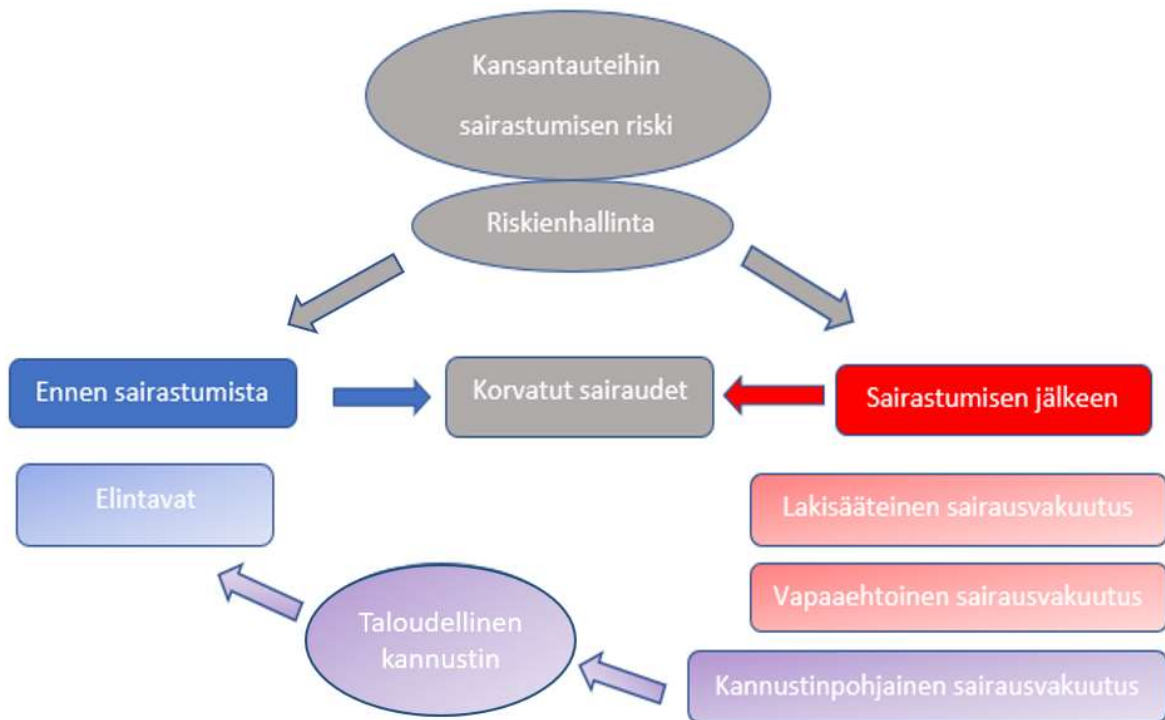 Kansantauteihin
sairastumisen riski
Riskienhallinta
Ennen sairastumista
Korvatut sairaudet
Sairastumisen jälkeen
Elintavat
Lakisääteinen sairausvakuutus
Vapaaehtoinen sairausvakuutus
Taloudellinen
kannustin
Kannustinpohjainen sairausvakuutus